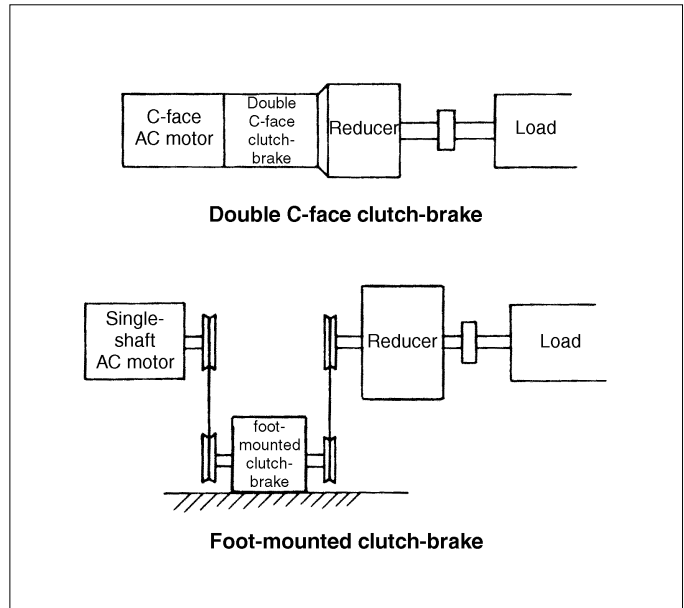 C-face
AC motor
Double
C-face
clutch-
brake
Reducer
Load
Double C-face clutch-brake
Single-
shaft
AC motor
Reducer
Load
foot-
mounted
clutch-
brake
Foot-mounted clutch-brake